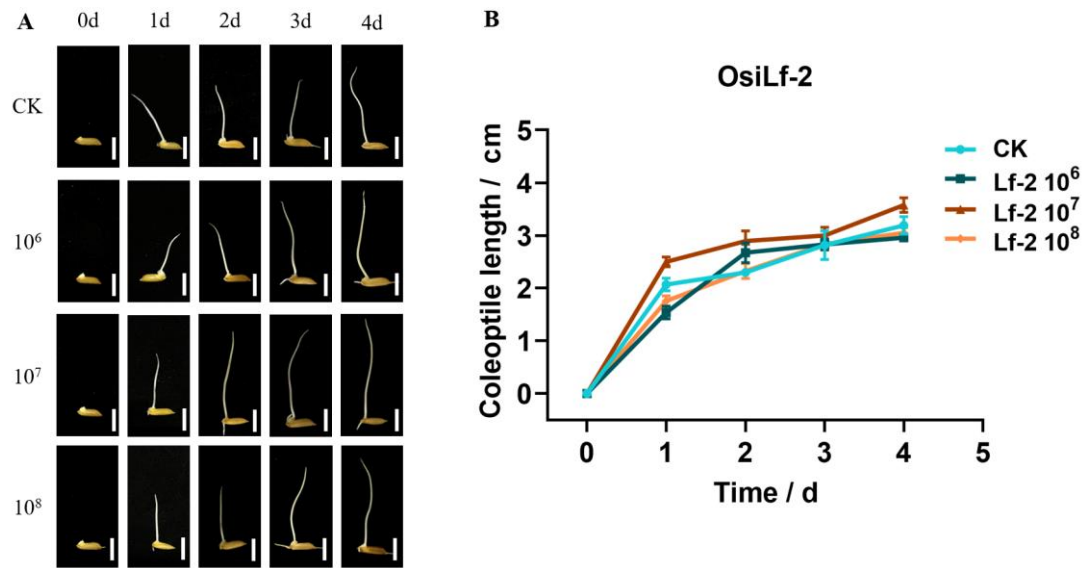 A 0d 1d 2d 3d 4d
CK
10⁶
10⁷
10⁸
B
OsiLf-2
Coleoptile length / cm
5
4
3
2
1
0
0 1 2 3 4 5
Time / d
CK
Lf-2 10⁶
Lf-2 10⁷
Lf-2 10⁸